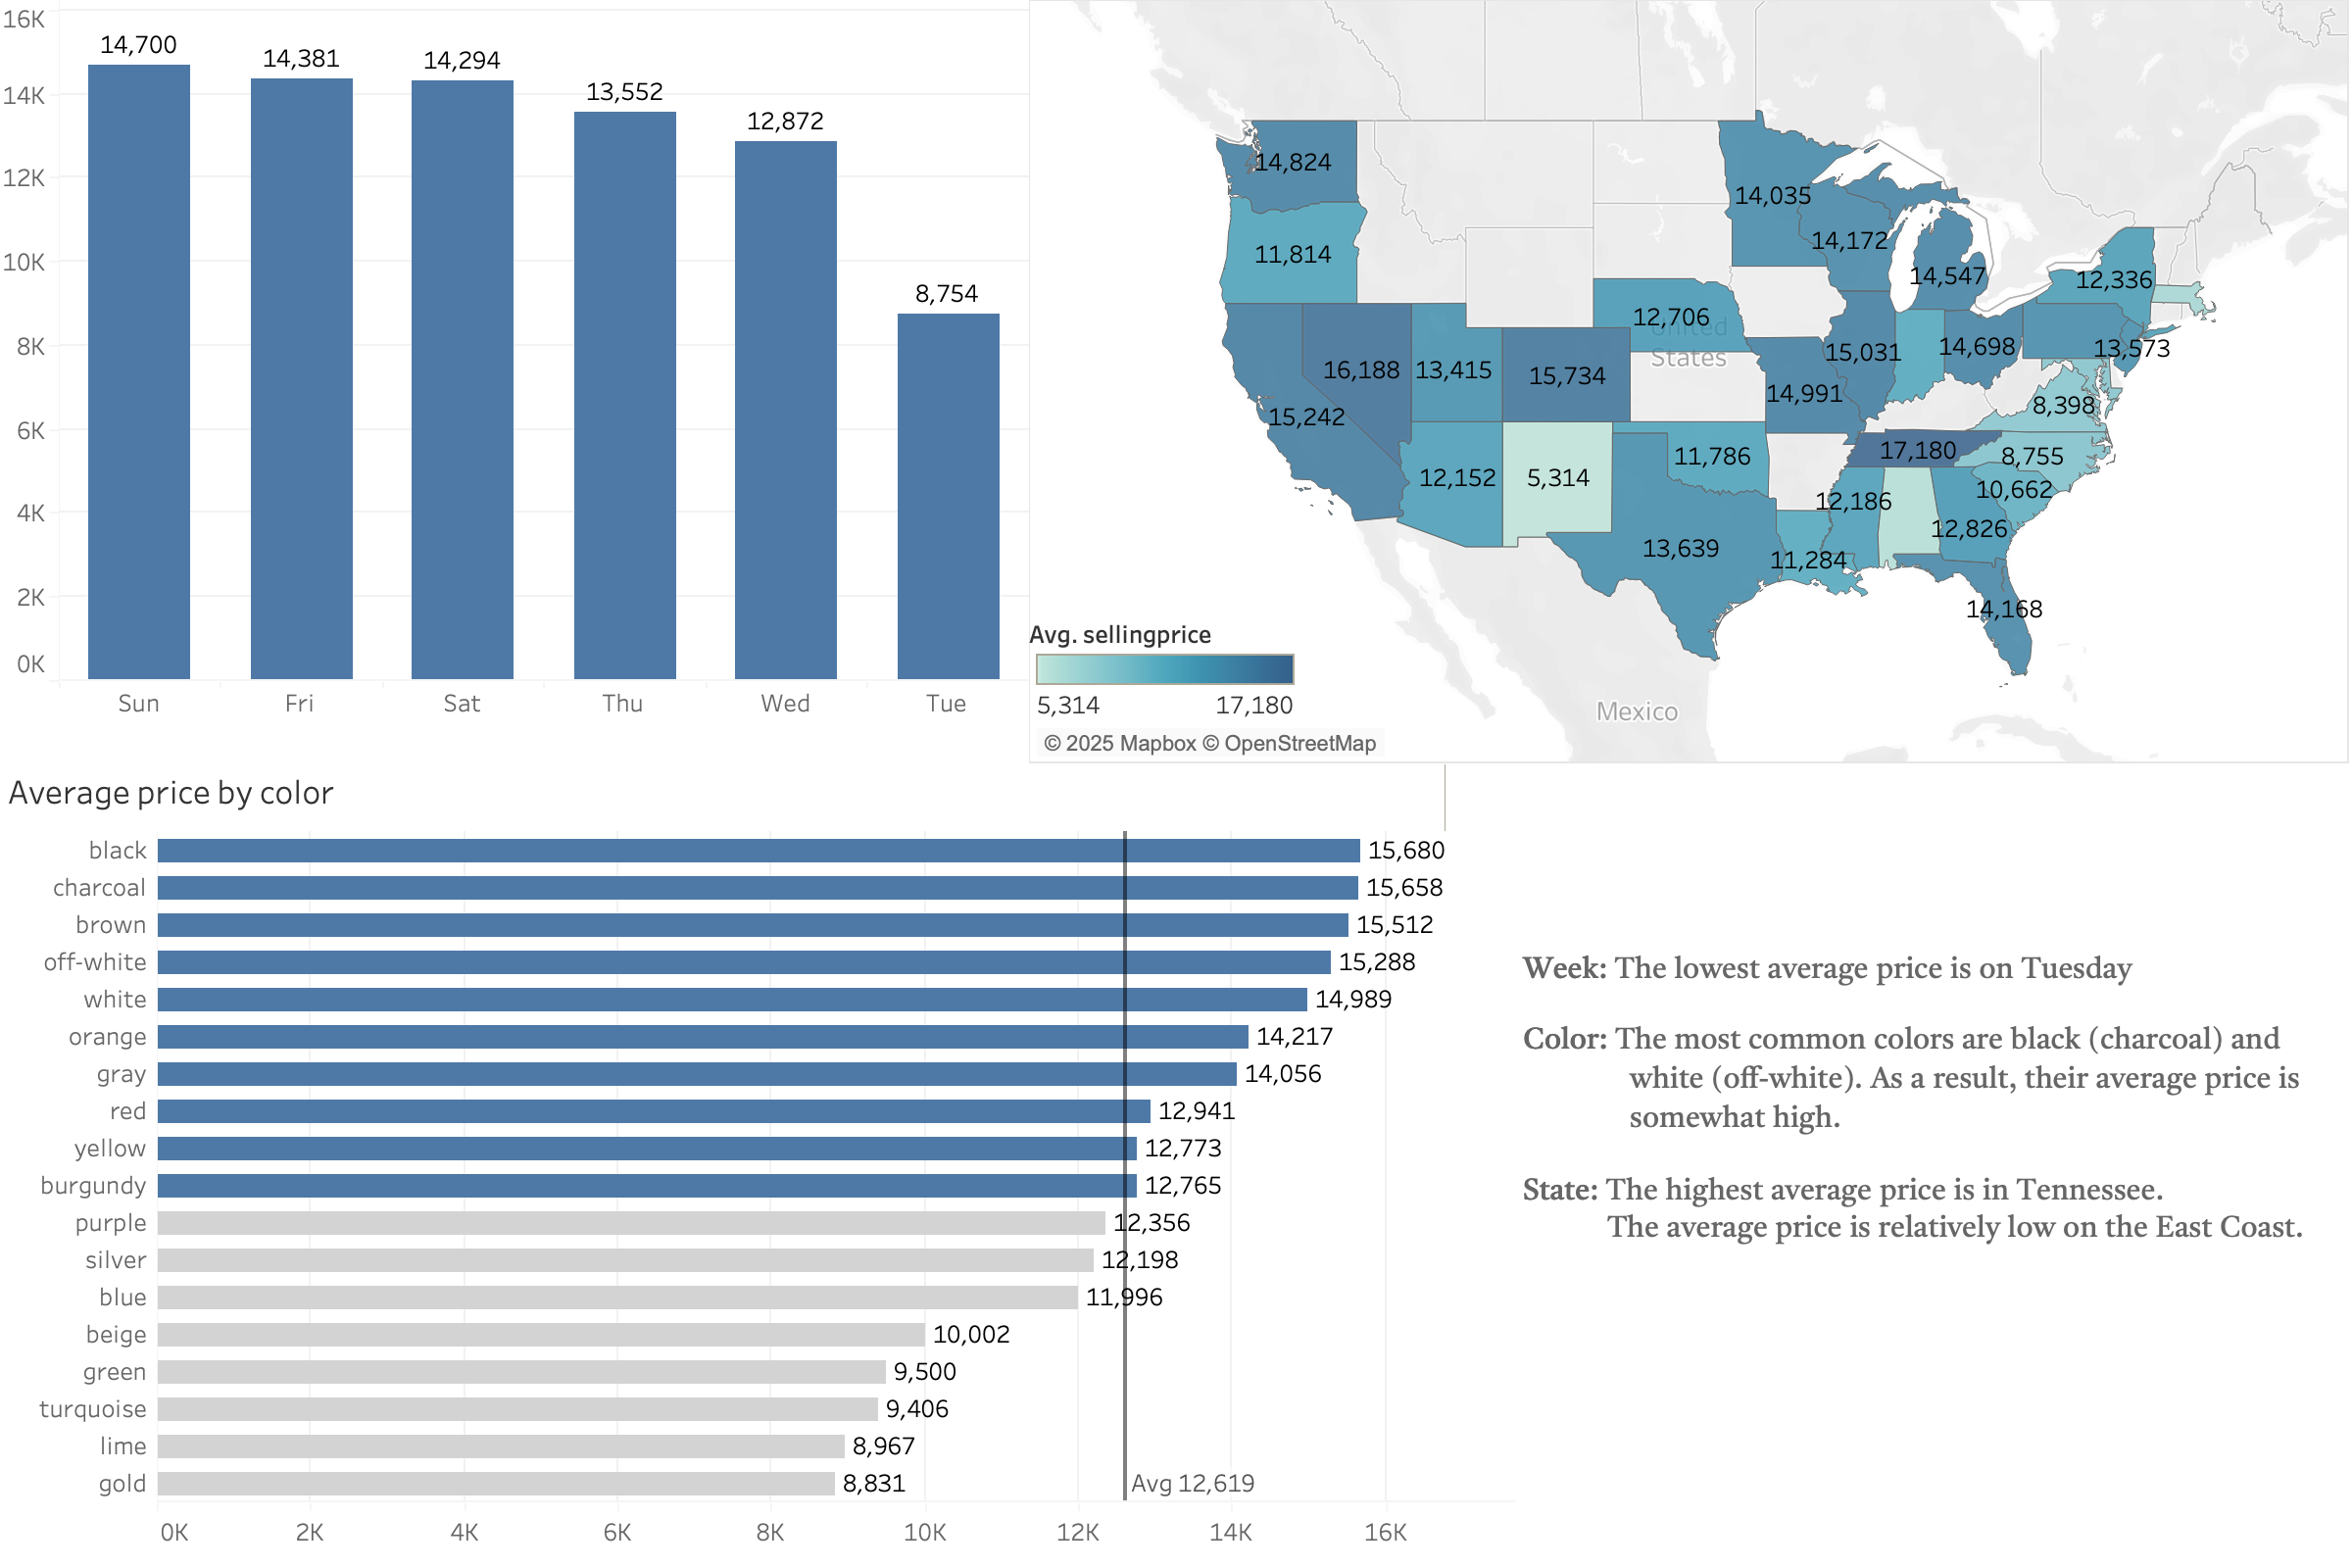 16K
14K
12K
10K
8K
6K
4K
2K
0K
14,700
14,381
14,294
13,552
12,872
8,754
Sun Fri Sat Thu Wed Tue
14,824
11,814
14,035
14,172
14,547
12,336
12,706
United
States
15,031
14,698
13,573
16,188
13,415
15,734
14,991
15,242
8,398
17,180
8,755
11,786
12,152
5,314
12,186
10,662
12,826
13,639
11,284
14,168
Mexico
Avg. sellingprice
5,314 17,180
© 2025 Mapbox © OpenStreetMap
Average price by color
black 15,680
charcoal 15,658
brown 15,512
off-white 15,288
white 14,989
orange 14,217
gray 14,056
red 12,941
yellow 12,773
burgundy 12,765
purple 12,356
silver 12,198
blue 11,996
beige 10,002
green 9,500
turquoise 9,406
lime 8,967
gold 8,831
Avg 12,619
0K 2K 4K 6K 8K 10K 12K 14K 16K
Week: The lowest average price is on Tuesday
Color: The most common colors are black (charcoal) and
white (off-white). As a result, their average price is
somewhat high.
State: The highest average price is in Tennessee.
The average price is relatively low on the East Coast.